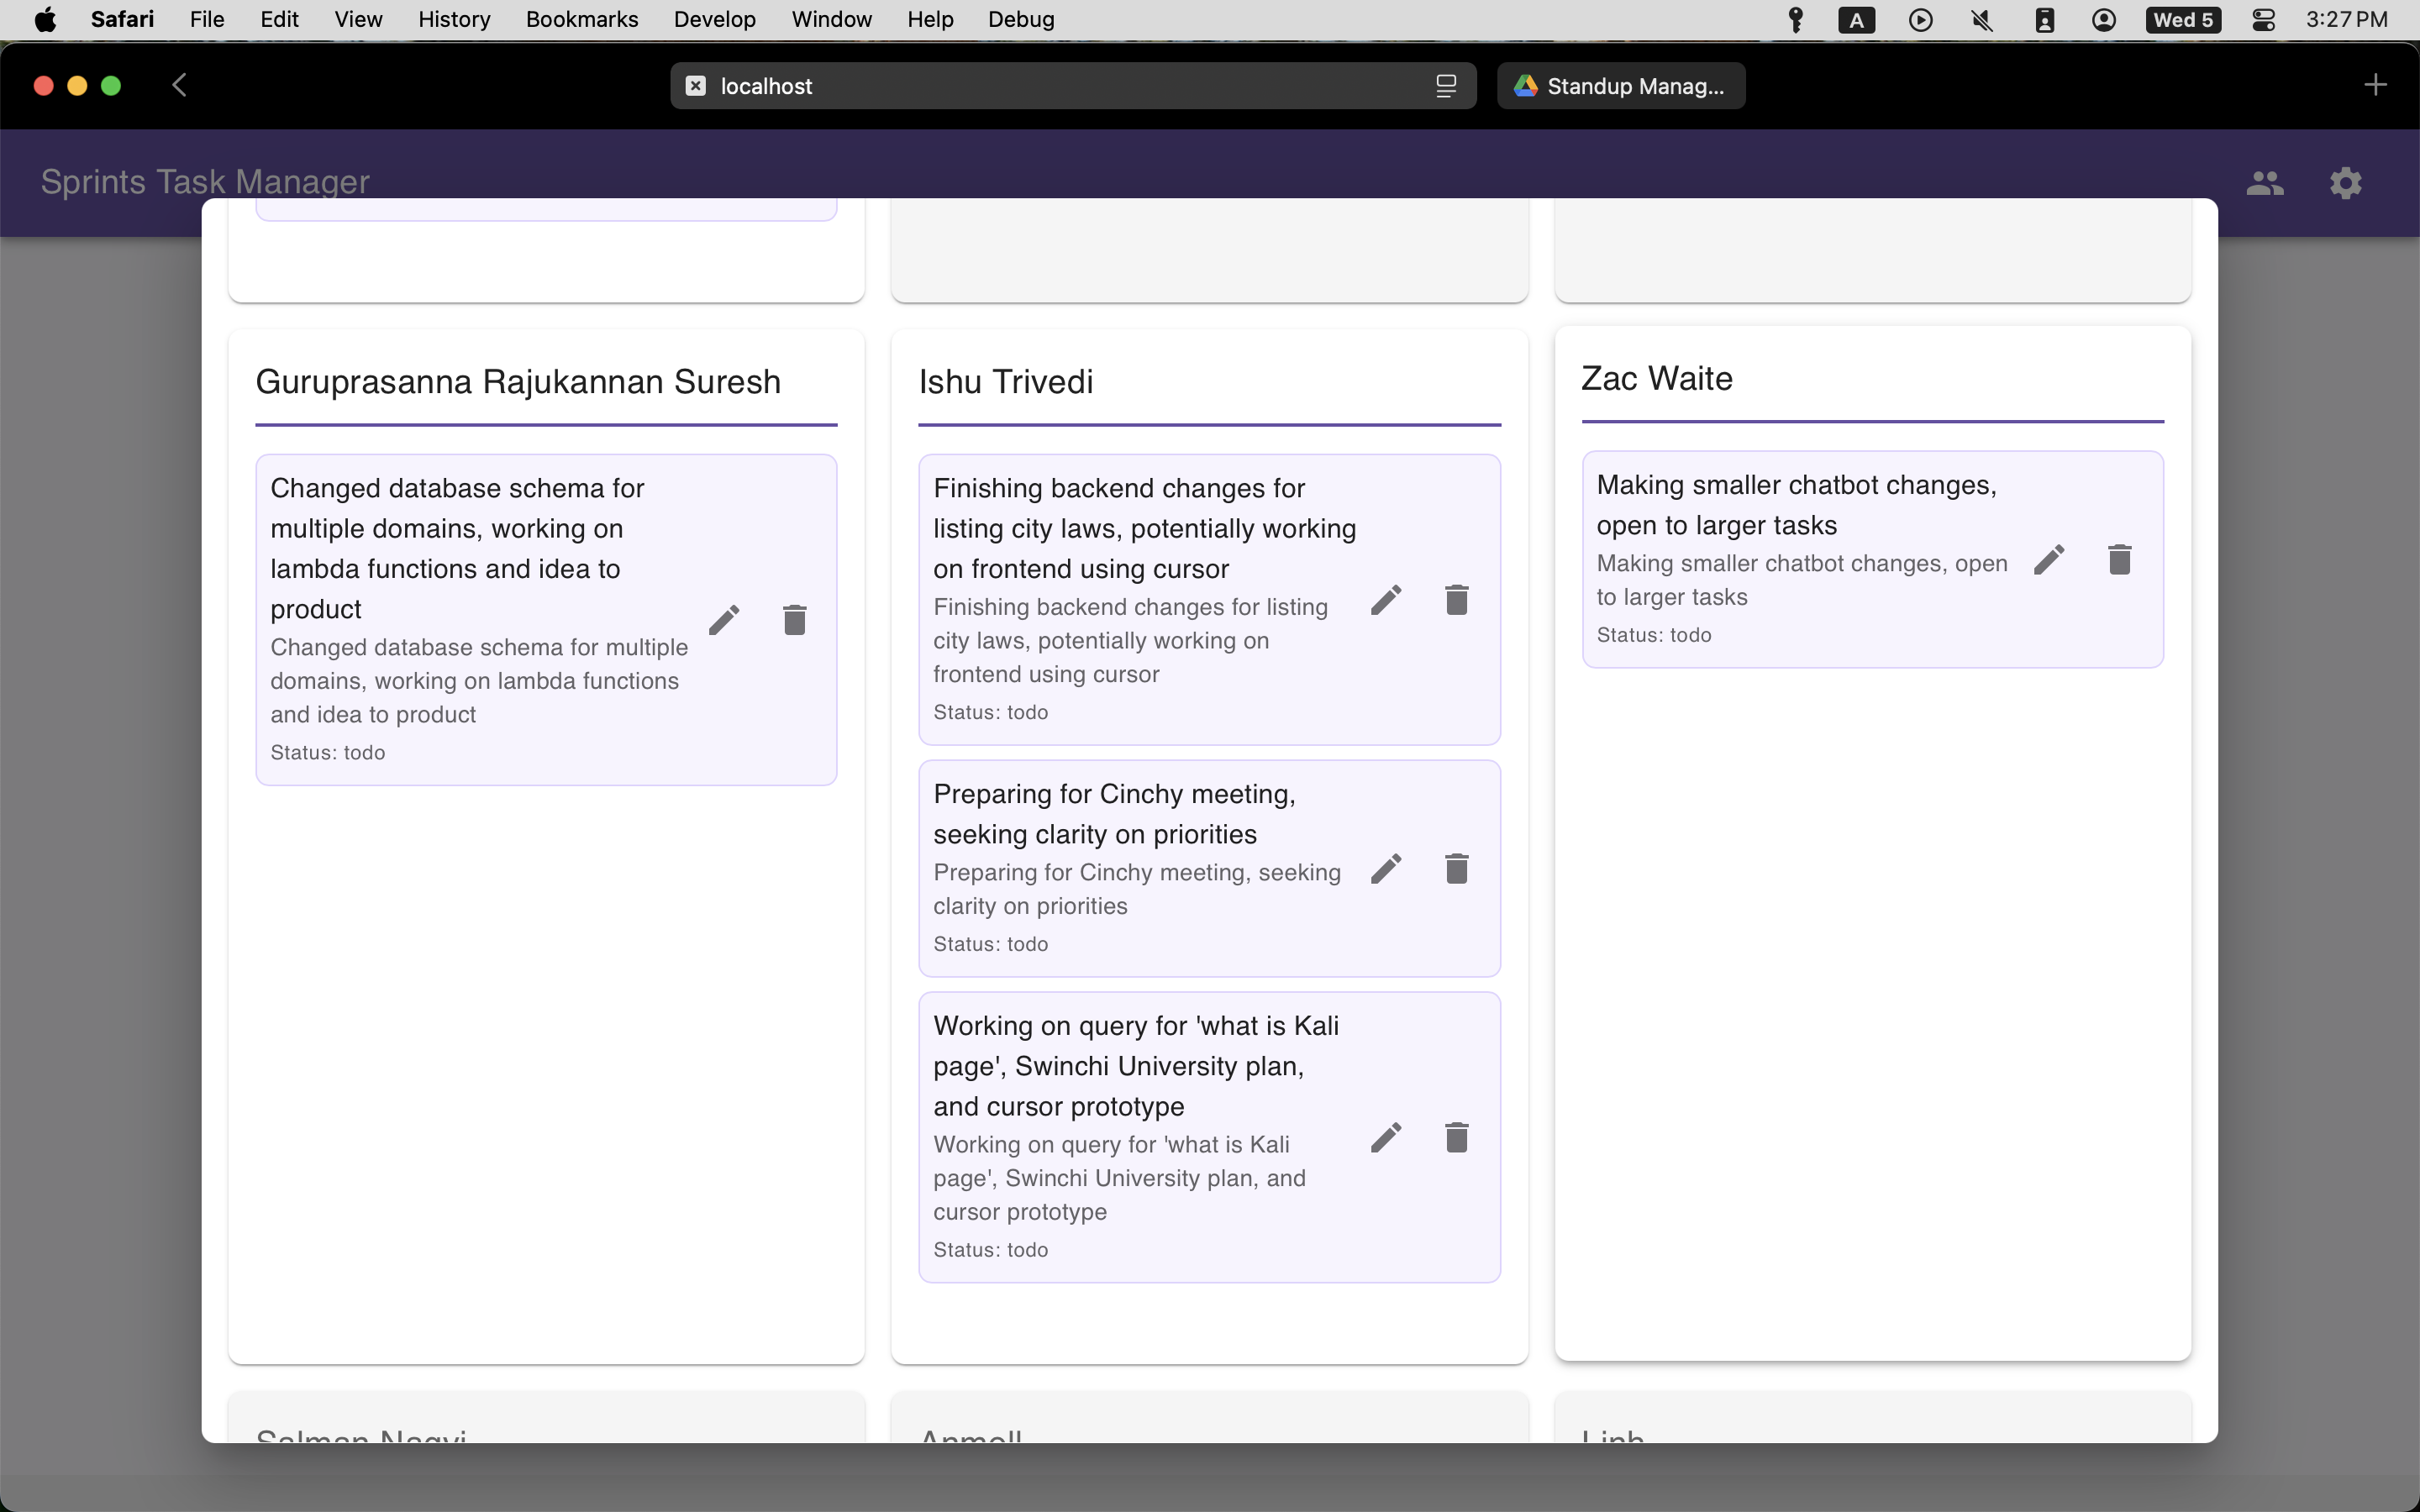 Safari File Edit View History Bookmarks Develop Window Help Debug A Wed 5 3:27 PM
localhost Standup Manag...
Sprints Task Manager
Guruprasanna Rajukannan Suresh
Changed database schema for
multiple domains, working on
lambda functions and idea to
product
Changed database schema for multiple
domains, working on lambda functions
and idea to product
Status: todo
Ishu Trivedi
Finishing backend changes for
listing city laws, potentially working
on frontend using cursor
Finishing backend changes for listing
city laws, potentially working on
frontend using cursor
Status: todo
Preparing for Cinchy meeting,
seeking clarity on priorities
Preparing for Cinchy meeting, seeking
clarity on priorities
Status: todo
Working on query for 'what is Kali
page', Swinchi University plan,
and cursor prototype
Working on query for 'what is Kali
page', Swinchi University plan, and
cursor prototype
Status: todo
Zac Waite
Making smaller chatbot changes,
open to larger tasks
Making smaller chatbot changes, open
to larger tasks
Status: todo
Salman Naqvi
Anmoll
Linh